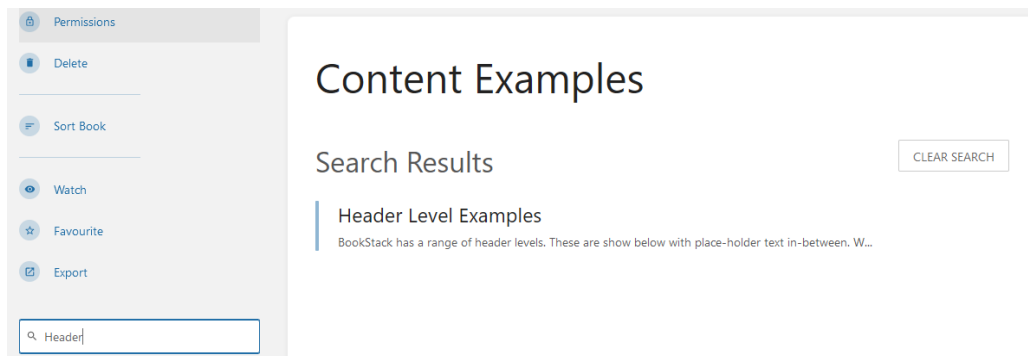 Permissions
Delete
Sort Book
Watch
Favourite
Export
Header
Content Examples
Search Results
CLEAR SEARCH
Header Level Examples
BookStack has a range of header levels. These are show below with place-holder text in-between. W...